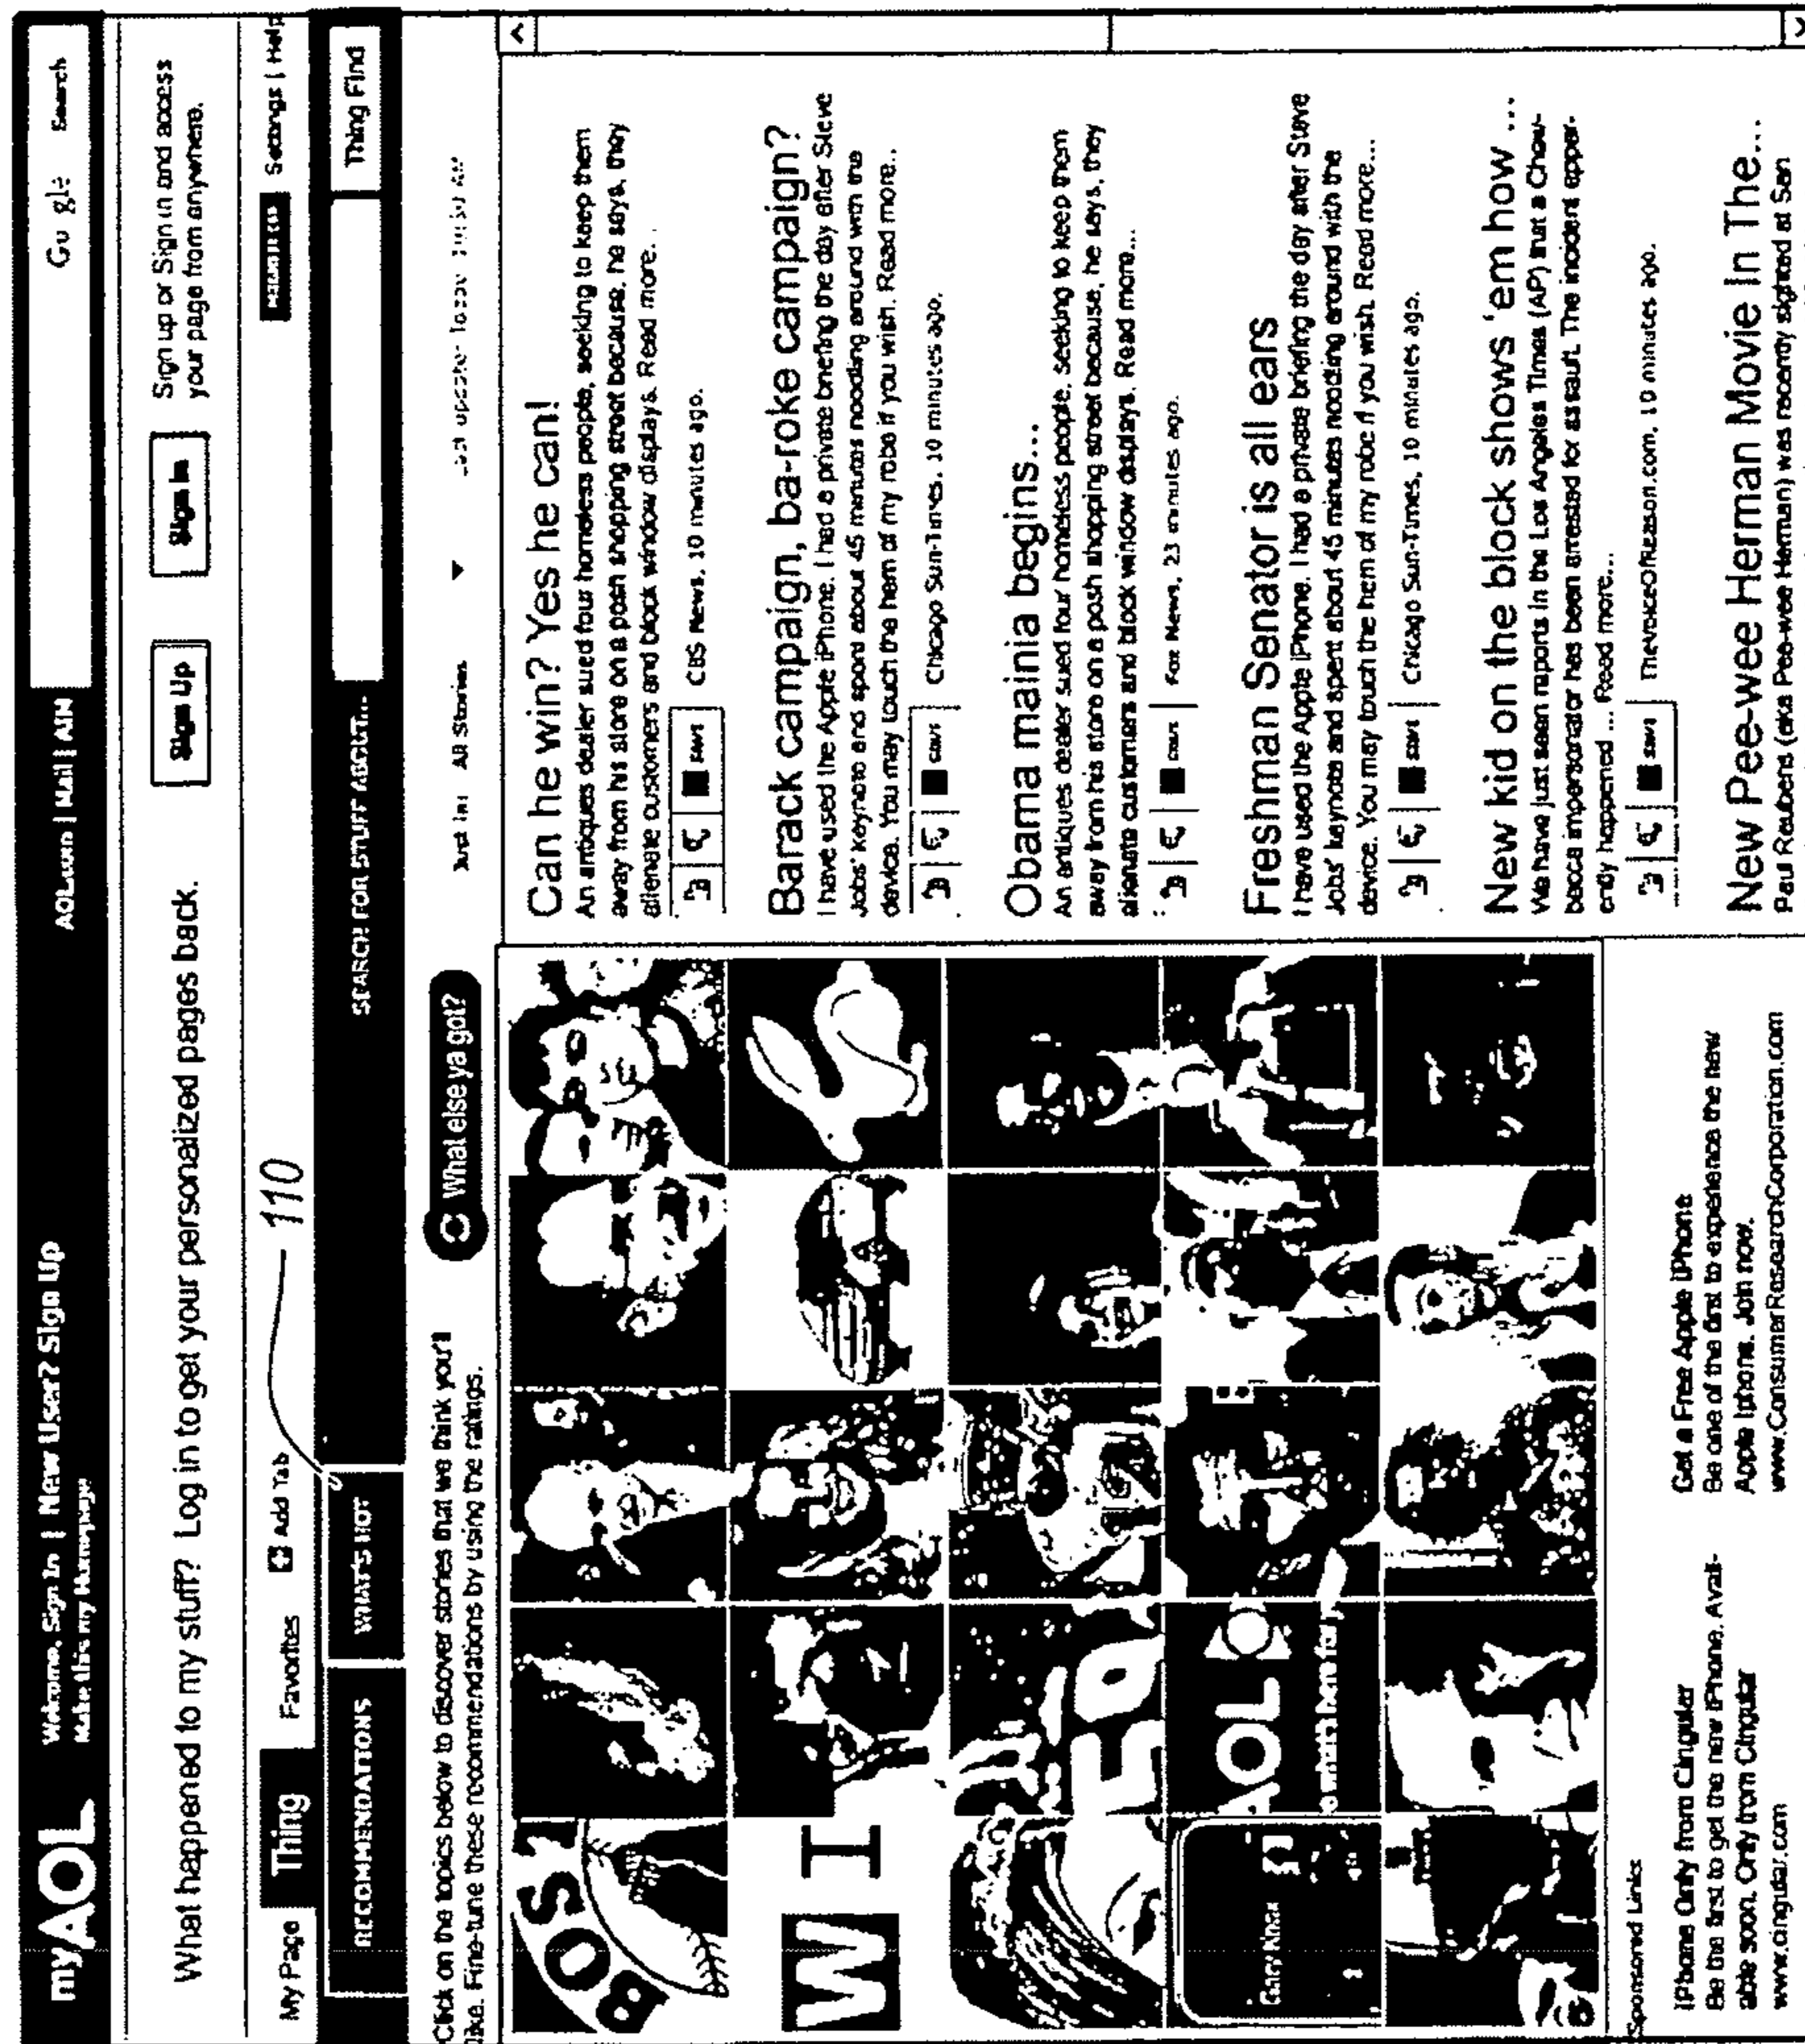 myAOL
Welcome. Sign In | New User? Sign Up
Make this my Homepage
AOL.com | Mail | AIM
Go gle Search
What happened to my stuff? Log in to get your personalized pages back.
Sign Up
Sign In
Sign up or Sign in and access
your page from anywhere.
My Page
Thing
Favorites
Add Tab
110
Settings | Help
RECOMMENDATIONS
WHAT'S HOT
SEARCH FOR STUFF ABOUT...
Thing Find
Click on the topics below to discover stories that we think you'll
like. Fine-tune these recommendations by using the ratings.
What else ya got?
Just In:
All Stories
BOS
W I
AOL
Can he win? Yes he can!
An antiques dealer sued four homeless people, seeking to keep them
away from his store on a posh shopping street because, he says, they
alienate customers and block window displays. Read more...
SAVE
CBS News, 10 minutes ago.
Barack campaign, ba-roke campaign?
I have used the Apple iPhone. I had a private briefing the day after Steve
Jobs' keynote and spent about 45 minutes nooding around with the
device. You may touch the hem of my robe if you wish. Read more...
SAVE
Chicago Sun-Times, 10 minutes ago.
Obama mainia begins...
An antiques dealer sued four homeless people, seeking to keep them
away from his store on a posh shopping street because, he says, they
alienate customers and block window displays. Read more...
SAVE
Fox News, 23 minutes ago.
Freshman Senator is all ears
I have used the Apple iPhone. I had a private briefing the day after Steve
Jobs' keynote and spent about 45 minutes nooding around with the
device. You may touch the hem of my robe if you wish. Read more...
SAVE
Chicago Sun-Times, 10 minutes ago.
New kid on the block shows 'em how ...
We have just seen reports in the Los Angeles Times (AP) that a Chew-
becca impersonator has been arrested for assault. The incident appar-
ently happened ... Read more...
SAVE
TheVoiceOfReason.com, 10 minutes ago.
New Pee-wee Herman Movie In The...
Paul Reubens (aka Pee-wee Herman) was recently sighted at San
Sponsored Links
iPhone Only from Cingular
Be the first to get the new iPhone. Avail-
able soon. Only from Cingular
www.cingular.com
Get a Free Apple iPhone
Be one of the first to experience the new
Apple Iphone. Join now.
www.ConsumerResearchCorporation.com